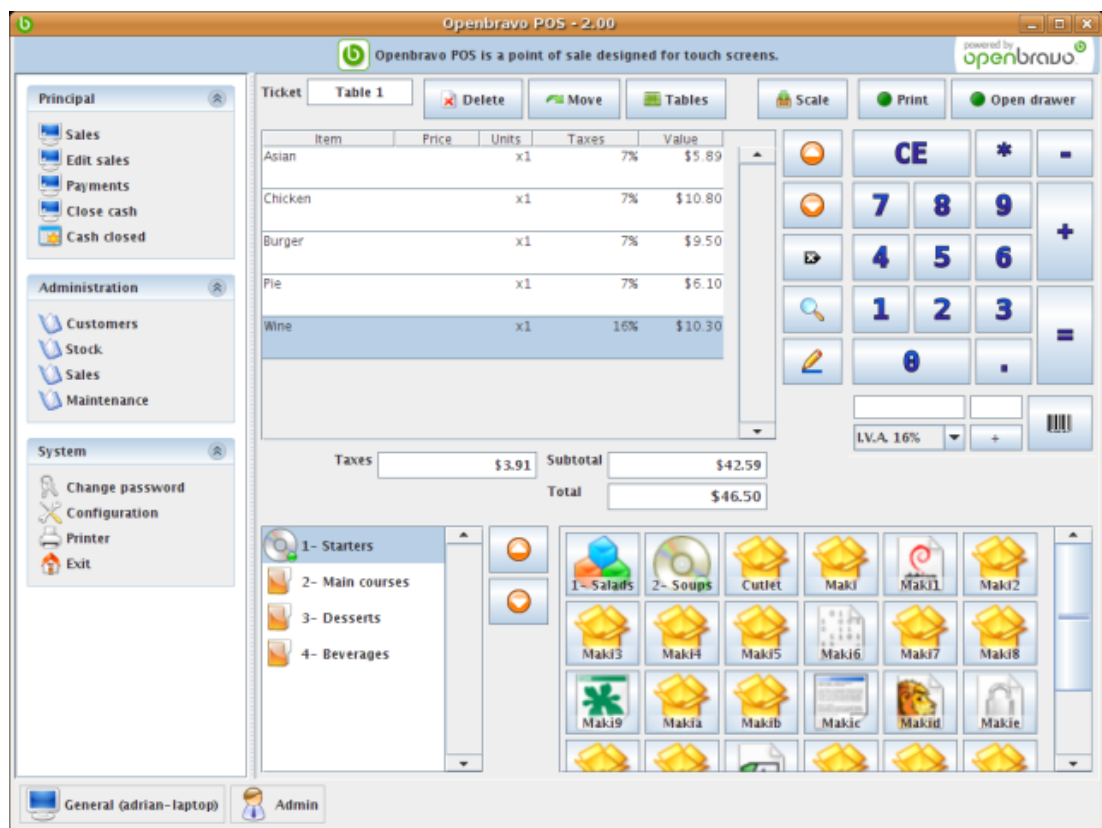 Openbravo POS - 2.00
Openbravo POS is a point of sale designed for touch screens.
powered by
openbravo
Principal
Sales
Edit sales
Payments
Close cash
Cash closed
Administration
Customers
Stock
Sales
Maintenance
System
Change password
Configuration
Printer
Exit
Ticket Table 1 Delete Move Tables Scale Print Open drawer
Item Price Units Taxes Value
Asian x1 7% $5.89
Chicken x1 7% $10.80
Burger x1 7% $9.50
Pie x1 7% $6.10
Wine x1 16% $10.30
CE * -
7 8 9 +
4 5 6
1 2 3 =
0 .
I.V.A. 16% +
Taxes $3.91 Subtotal $42.59
Total $46.50
1- Starters
2- Main courses
3- Desserts
4- Beverages
1- Salads 2- Soups Cutlet Maki Maki1 Maki2
Maki3 Maki4 Maki5 Maki6 Maki7 Maki8
Maki9 Makia Makib Makic Makid Makie
General (adrian-laptop) Admin